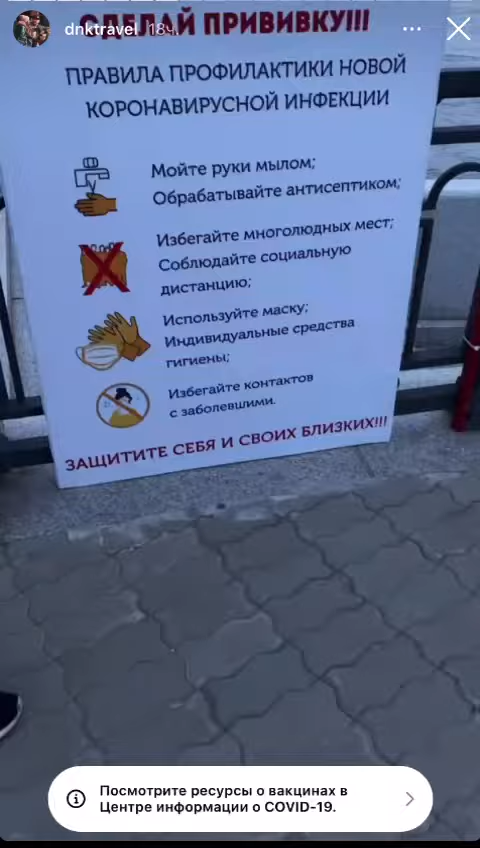 dnktravel 18ч.
СДЕЛАЙ ПРИВИВКУ!!!
ПРАВИЛА ПРОФИЛАКТИКИ НОВОЙ
КОРОНАВИРУСНОЙ ИНФЕКЦИИ
Мойте руки мылом;
Обрабатывайте антисептиком;
Избегайте многолюдных мест;
Соблюдайте социальную
дистанцию;
Используйте маску;
Индивидуальные средства
гигиены;
Избегайте контактов
с заболевшими.
ЗАЩИТИТЕ СЕБЯ И СВОИХ БЛИЗКИХ!!!
Посмотрите ресурсы о вакцинах в
Центре информации о COVID-19.